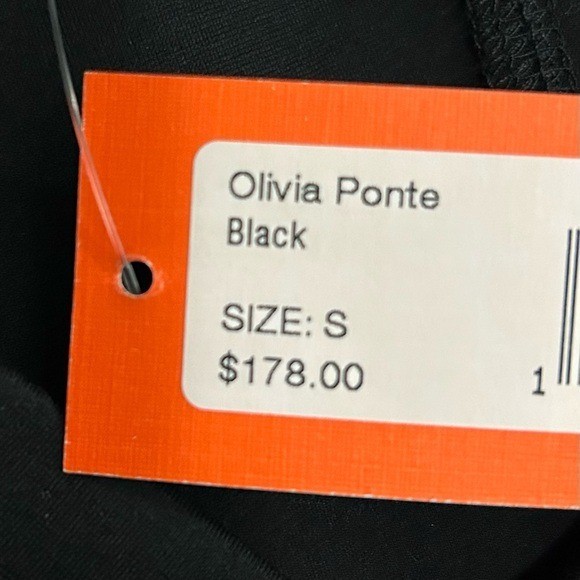 Olivia Ponte
Black
SIZE: S
$178.00
1